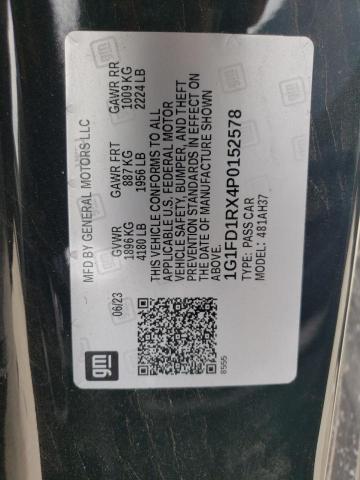 gm
MFD BY GENERAL MOTORS LLC
06/23
GVWR GAWR FRT GAWR RR
1896 KG 887 KG 1009 KG
4180 LB 1956 LB 2224 LB
THIS VEHICLE CONFORMS TO ALL
APPLICABLE U.S. FEDERAL MOTOR
VEHICLE SAFETY, BUMPER, AND THEFT
PREVENTION STANDARDS IN EFFECT ON
THE DATE OF MANUFACTURE SHOWN
ABOVE.
1G1FD1RX4P0152578
TYPE: PASS CAR
MODEL: 481AH37
8555